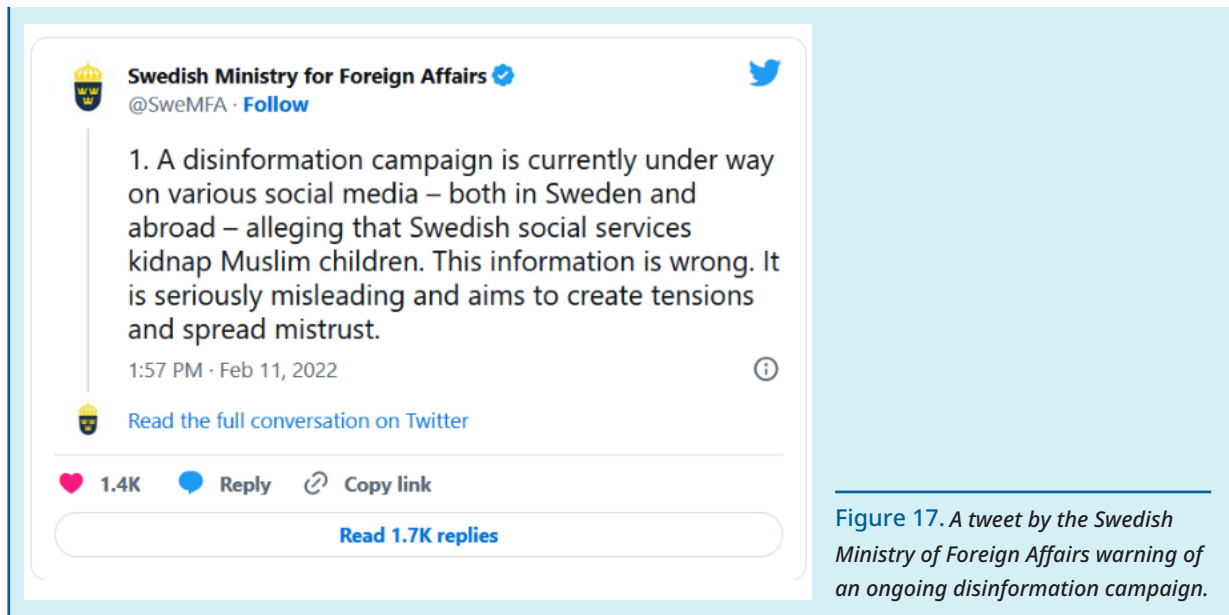 Swedish Ministry for Foreign Affairs
@SweMFA · Follow
1. A disinformation campaign is currently under way
on various social media – both in Sweden and
abroad – alleging that Swedish social services
kidnap Muslim children. This information is wrong. It
is seriously misleading and aims to create tensions
and spread mistrust.
1:57 PM · Feb 11, 2022
Read the full conversation on Twitter
1.4K Reply Copy link
Read 1.7K replies
Figure 17. A tweet by the Swedish
Ministry of Foreign Affairs warning of
an ongoing disinformation campaign.